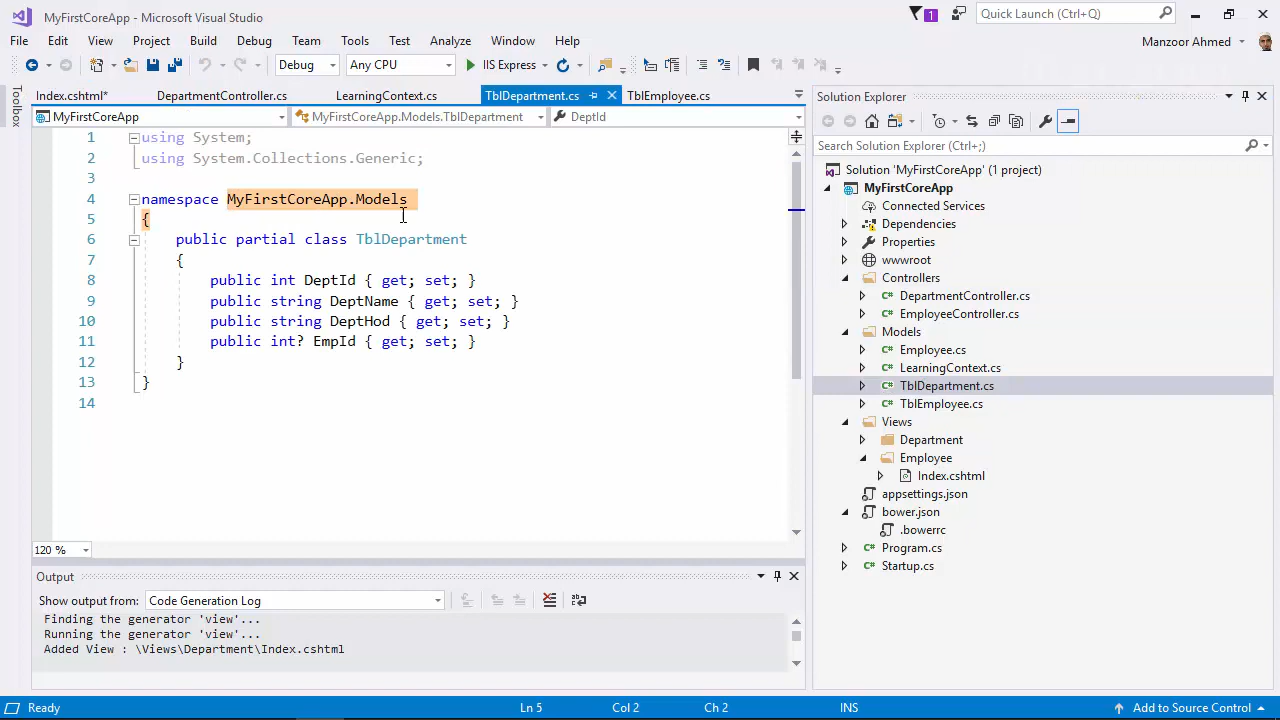 MyFirstCoreApp - Microsoft Visual Studio
1
Quick Launch (Ctrl+Q)
File Edit View Project Build Debug Team Tools Test Analyze Window Help
Manzoor Ahmed
Debug Any CPU IIS Express
Toolbox
Index.cshtml* DepartmentController.cs LearningContext.cs TblDepartment.cs TblEmployee.cs
MyFirstCoreApp MyFirstCoreApp.Models.TblDepartment DeptId
1 using System;
2 using System.Collections.Generic;
3
4 namespace MyFirstCoreApp.Models
5 {
6 public partial class TblDepartment
7 {
8 public int DeptId { get; set; }
9 public string DeptName { get; set; }
10 public string DeptHod { get; set; }
11 public int? EmpId { get; set; }
12 }
13 }
14
120 %
Output
Show output from: Code Generation Log
Finding the generator 'view'...
Running the generator 'view'...
Added View : \Views\Department\Index.cshtml
Solution Explorer
Search Solution Explorer (Ctrl+;)
Solution 'MyFirstCoreApp' (1 project)
MyFirstCoreApp
Connected Services
Dependencies
Properties
wwwroot
Controllers
C# DepartmentController.cs
C# EmployeeController.cs
Models
C# Employee.cs
C# LearningContext.cs
C# TblDepartment.cs
C# TblEmployee.cs
Views
Department
Employee
Index.cshtml
appsettings.json
bower.json
.bowerrc
C# Program.cs
C# Startup.cs
Ready Ln 5 Col 2 Ch 2 INS Add to Source Control